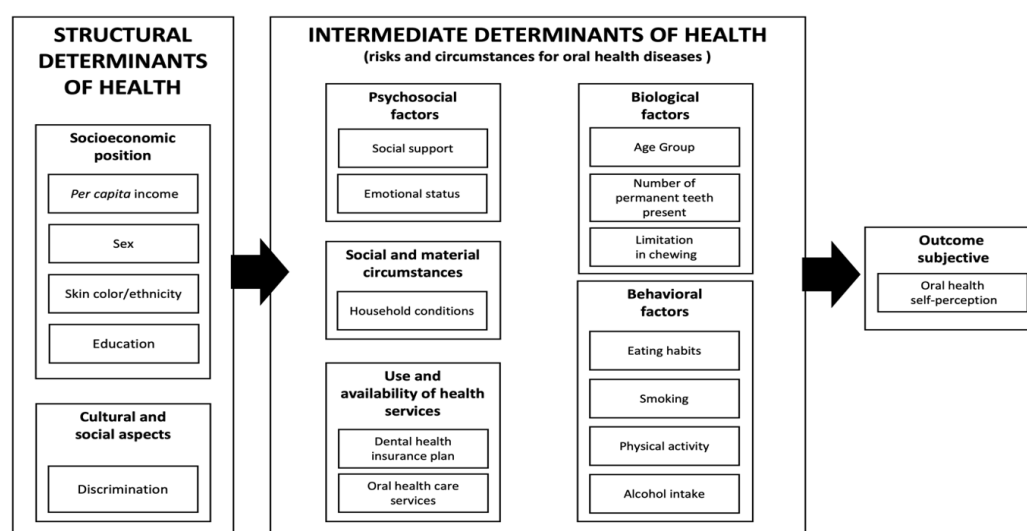 STRUCTURAL
DETERMINANTS
OF HEALTH
Socioeconomic
position
Per capita income
Sex
Skin color/ethnicity
Education
Cultural and
social aspects
Discrimination
INTERMEDIATE DETERMINANTS OF HEALTH
(risks and circumstances for oral health diseases )
Psychosocial
factors
Social support
Emotional status
Social and material
circumstances
Household conditions
Use and
availability of health
services
Dental health
insurance plan
Oral health care
services
Biological
factors
Age Group
Number of
permanent teeth
present
Limitation
in chewing
Behavioral
factors
Eating habits
Smoking
Physical activity
Alcohol intake
Outcome
subjective
Oral health
self-perception